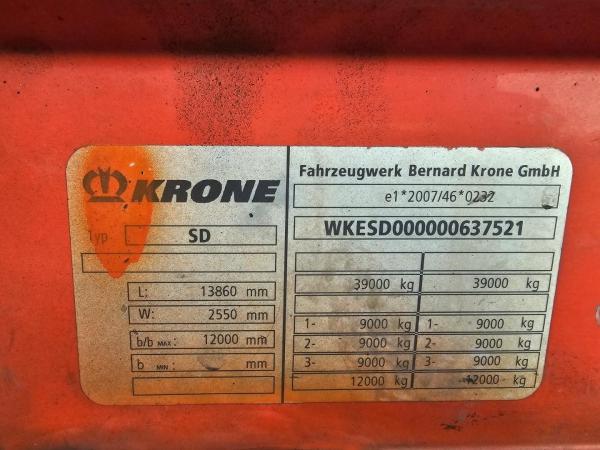 KRONE
Typ SD
L: 13860 mm
W: 2550 mm
b/b MAX: 12000 mm
b MIN: mm
Fahrzeugwerk Bernard Krone GmbH
e1*2007/46*0232
WKESD000000637521
39000 kg 39000 kg
1- 9000 kg 1- 9000 kg
2- 9000 kg 2- 9000 kg
3- 9000 kg 3- 9000 kg
12000 kg 12000 kg